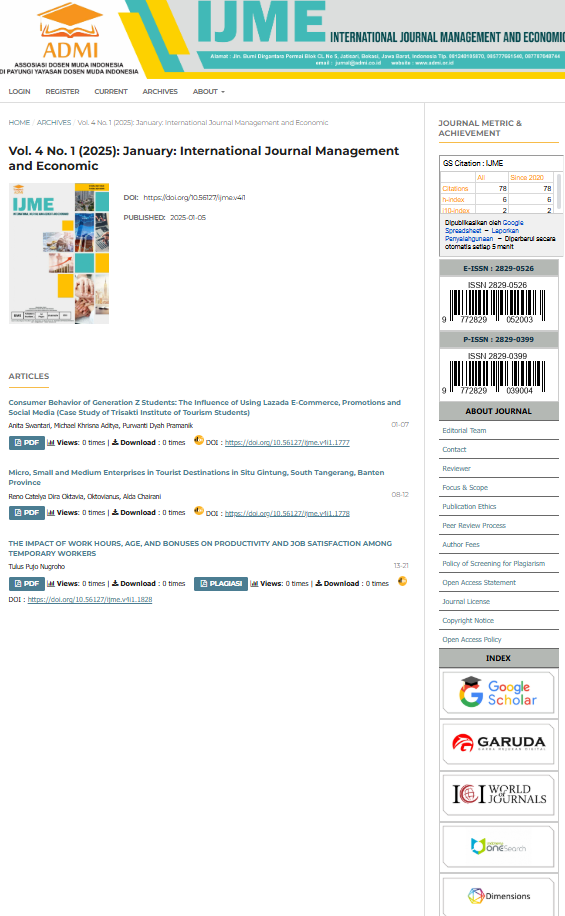 ADMI
ASSOSIASI DOSEN MUDA INDONESIA
DI PAYUNGI YAYASAN DOSEN MUDA INDONESIA
IJME INTERNATIONAL JOURNAL MANAGEMENT AND ECONOMIC
Alamat : Jln. Bumi Dirgantara Permai Blok CL No 5, Jatisari, Bekasi, Jawa Barat, Indonesia
email : jurnal@admi.co.id website : www.admi.or.id
LOGIN REGISTER CURRENT ARCHIVES ABOUT
HOME / ARCHIVES / Vol. 4 No. 1 (2025): January: International Journal Management and Economic
Vol. 4 No. 1 (2025): January: International Journal Management
and Economic
IJME
DOI: https://doi.org/10.56127/ijme.v4i1
PUBLISHED: 2025-01-05
ARTICLES
Consumer Behavior of Generation Z Students: The Influence of Using Lazada E-Commerce, Promotions and
Social Media (Case Study of Trisakti Institute of Tourism Students)
Anita Swantari, Michael Khrisna Aditya, Purwanti Dyah Pramanik 01-07
PDF Views: 0 times | Download : 0 times DOI : https://doi.org/10.56127/ijme.v4i1.1777
Micro, Small and Medium Enterprises in Tourist Destinations in Situ Gintung, South Tangerang, Banten
Province
Reno Catelya Dira Oktavia, Oktovianus, Alda Chairani 08-12
PDF Views: 0 times | Download : 0 times DOI : https://doi.org/10.56127/ijme.v4i1.1778
THE IMPACT OF WORK HOURS, AGE, AND BONUSES ON PRODUCTIVITY AND JOB SATISFACTION AMONG
TEMPORARY WORKERS
Tulus Pujo Nugroho 13-21
PDF Views: 0 times | Download : 0 times PLAGIASI Views: 0 times | Download : 0 times
DOI : https://doi.org/10.56127/ijme.v4i1.1828
JOURNAL METRIC &
ACHIEVEMENT
GS Citation : IJME
All Since 2020
Citations 78 78
h-index 6 6
i10-index 2 2
Dipublikasikan oleh Google
Spreadsheet – Laporkan
Penyalahgunaan – Diperbarui secara
otomatis setiap 5 menit
E-ISSN : 2829-0526
ISSN 2829-0526
9 772829 052003
P-ISSN : 2829-0399
ISSN 2829-0399
9 772829 039004
ABOUT JOURNAL
Editorial Team
Contact
Reviewer
Focus & Scope
Publication Ethics
Peer Review Process
Author Fees
Policy of Screening for Plagiarism
Open Access Statement
Journal License
Copyright Notice
Open Access Policy
INDEX
Google
Scholar
GARUDA
ICI WORLD
OF
JOURNALS
oneSearch
Dimensions